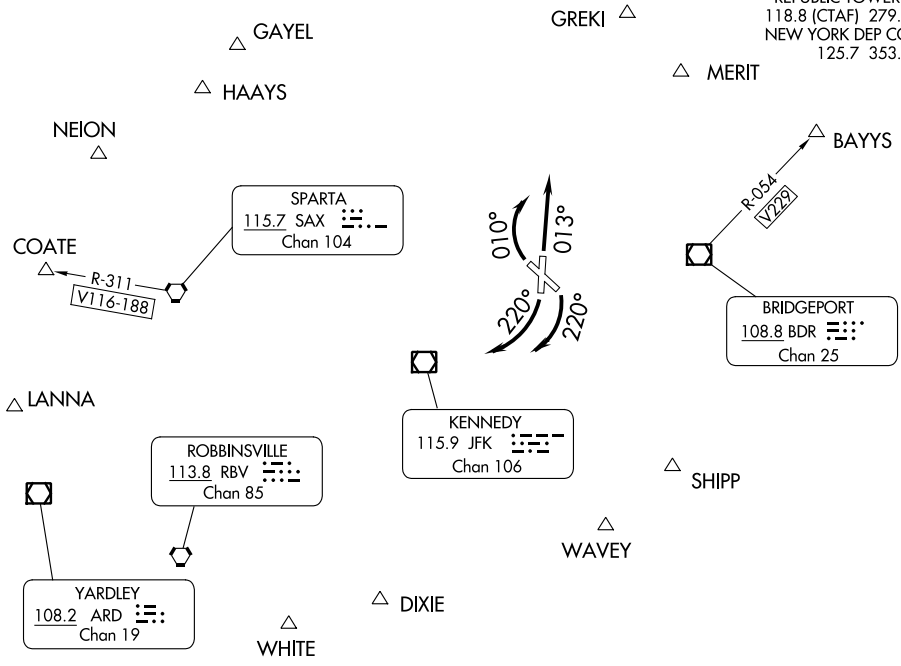 REPUBLIC TOWER
118.8 (CTAF) 279.
NEW YORK DEP CO
125.7 353.
GREKI
GAYEL
MERIT
HAAYS
BAYYS
NEION
R-054
V229
SPARTA
115.7 SAX
Chan 104
010°
013°
COATE
R-311
V116-188
220°
220°
BRIDGEPORT
108.8 BDR
Chan 25
LANNA
KENNEDY
115.9 JFK
Chan 106
ROBBINSVILLE
113.8 RBV
Chan 85
SHIPP
WAVEY
YARDLEY
108.2 ARD
Chan 19
DIXIE
WHITE